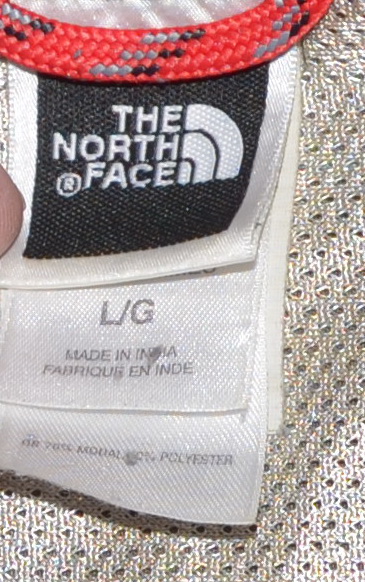 THE
NORTH
® FACE
L/G
MADE IN INDIA
FABRIQUE EN INDE
70% MODAL POLYESTER